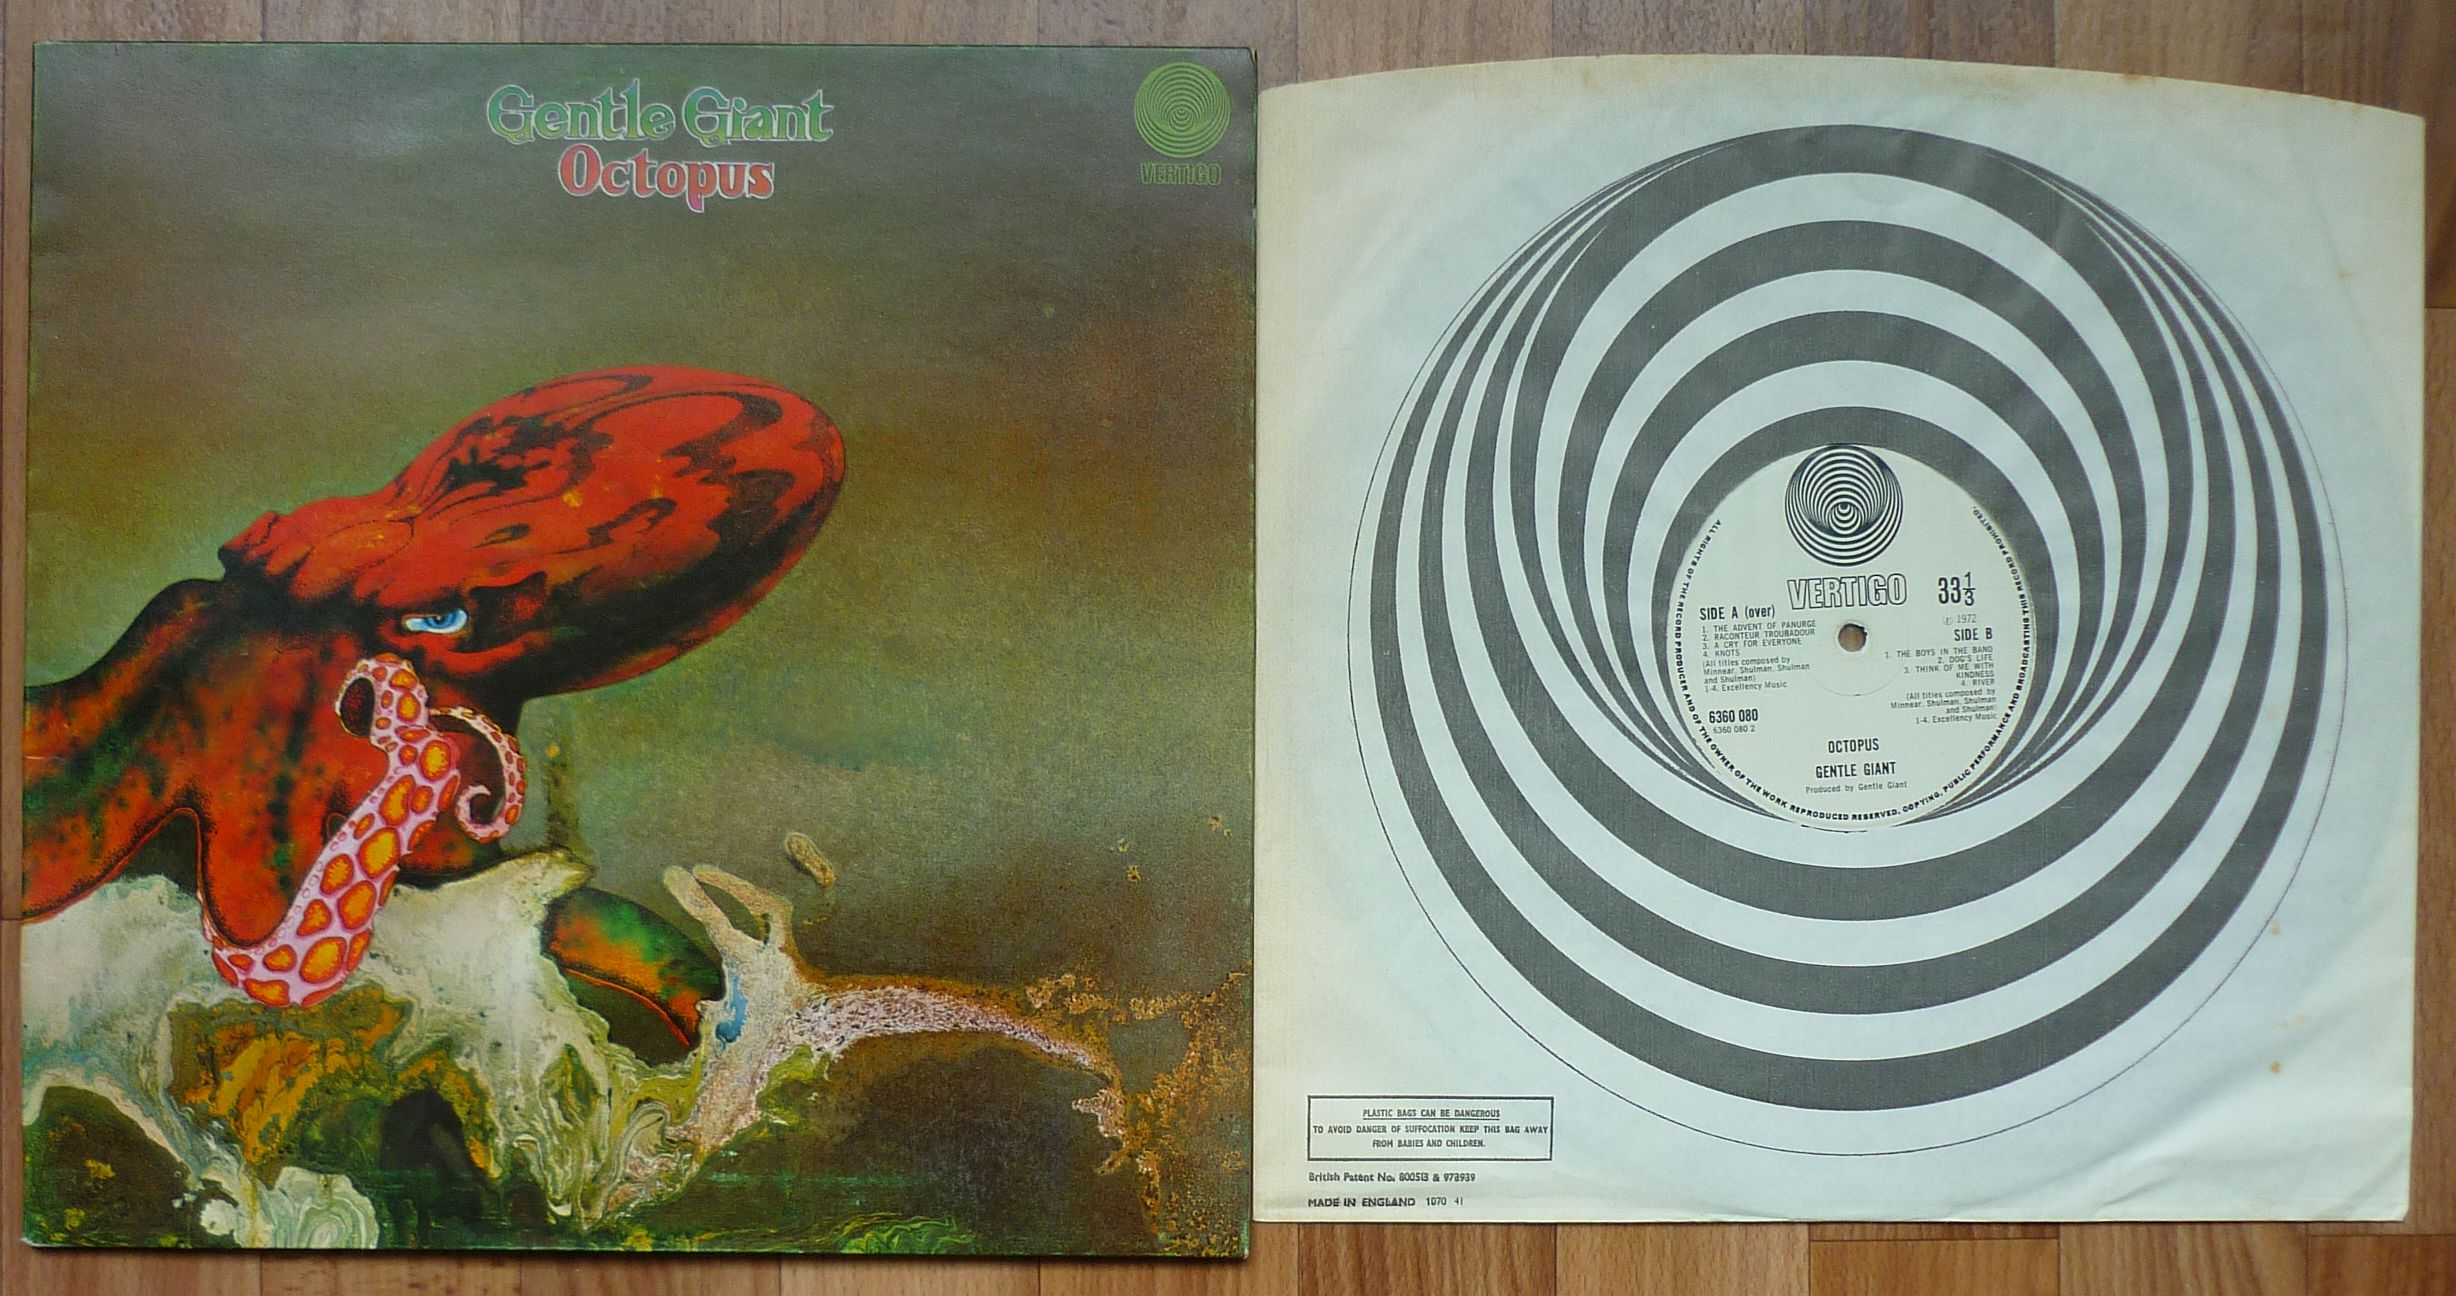 Gentle Giant
Octopus
VERTIGO
VERTIGO
33 1/3
SIDE A (over)
1. THE ADVENT OF PANURGE
2. RACONTEUR TROUBADOUR
3. A CRY FOR EVERYONE
4. KNOTS
(All titles composed by
Minnear, Shulman, Shulman
and Shulman)
1-4. Excellency Music
6360 080
6360 080 2
℗ 1972
SIDE B
1. THE BOYS IN THE BAND
2. DOG'S LIFE
3. THINK OF ME WITH
KINDNESS
4. RIVER
(All titles composed by
Minnear, Shulman, Shulman
and Shulman)
1-4. Excellency Music
OCTOPUS
GENTLE GIANT
Produced by Gentle Giant
ALL RIGHTS OF THE RECORD PRODUCER AND OF THE OWNER OF THE WORK REPRODUCED RESERVED. COPYING, PUBLIC PERFORMANCE AND BROADCASTING THIS RECORD PROHIBITED.
PLASTIC BAGS CAN BE DANGEROUS
TO AVOID DANGER OF SUFFOCATION KEEP THIS BAG AWAY
FROM BABIES AND CHILDREN.
British Patent No. 800513 & 978939
MADE IN ENGLAND 1070 41